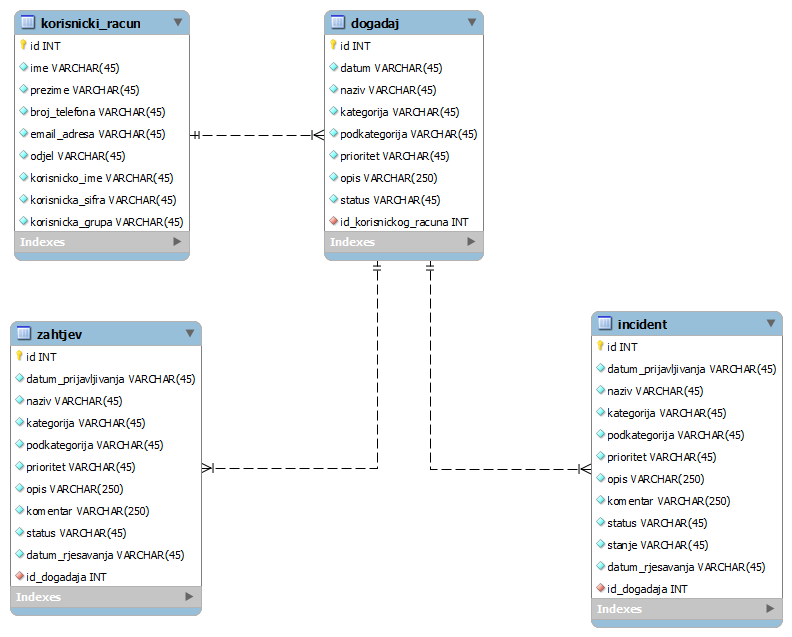 korisnicki_racun
id INT
ime VARCHAR(45)
prezime VARCHAR(45)
broj_telefona VARCHAR(45)
email_adresa VARCHAR(45)
odjel VARCHAR(45)
korisnicko_ime VARCHAR(45)
korisnicka_sifra VARCHAR(45)
korisnicka_grupa VARCHAR(45)
Indexes
dogadaj
id INT
datum VARCHAR(45)
naziv VARCHAR(45)
kategorija VARCHAR(45)
podkategorija VARCHAR(45)
prioritet VARCHAR(45)
opis VARCHAR(250)
status VARCHAR(45)
id_korisnickog_racuna INT
Indexes
zahtjev
id INT
datum_prijavljivanja VARCHAR(45)
naziv VARCHAR(45)
kategorija VARCHAR(45)
podkategorija VARCHAR(45)
prioritet VARCHAR(45)
opis VARCHAR(250)
komentar VARCHAR(250)
status VARCHAR(45)
datum_rjesavanja VARCHAR(45)
id_dogadaja INT
Indexes
incident
id INT
datum_prijavljivanja VARCHAR(45)
naziv VARCHAR(45)
kategorija VARCHAR(45)
podkategorija VARCHAR(45)
prioritet VARCHAR(45)
opis VARCHAR(250)
komentar VARCHAR(250)
status VARCHAR(45)
stanje VARCHAR(45)
datum_rjesavanja VARCHAR(45)
id_dogadaja INT
Indexes